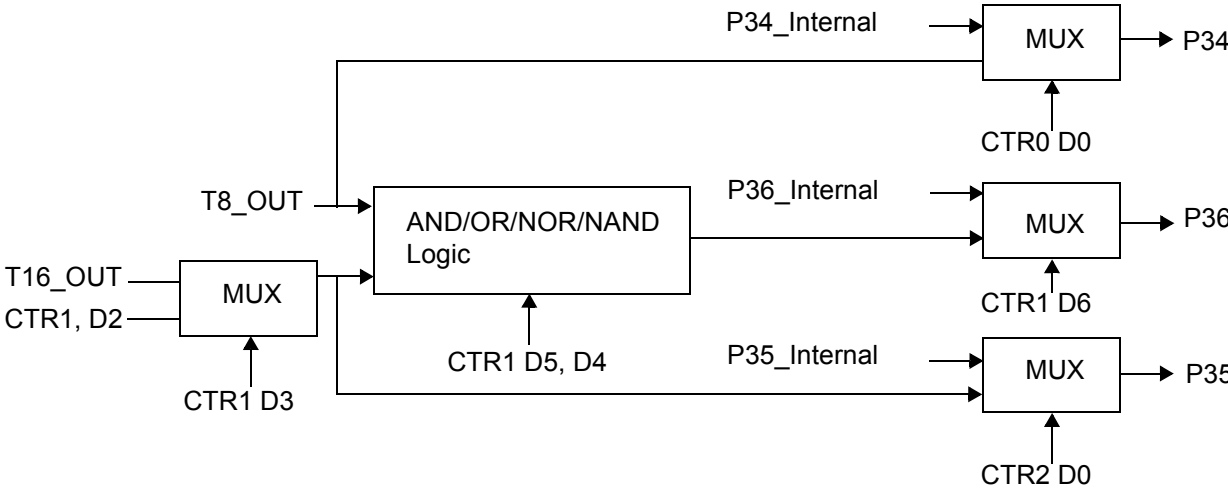 P34_Internal
MUX
P34
CTR0 D0
T8_OUT
AND/OR/NOR/NAND
Logic
P36_Internal
MUX
P36
CTR1 D6
T16_OUT
CTR1, D2
MUX
CTR1 D3
CTR1 D5, D4
P35_Internal
MUX
P35
CTR2 D0